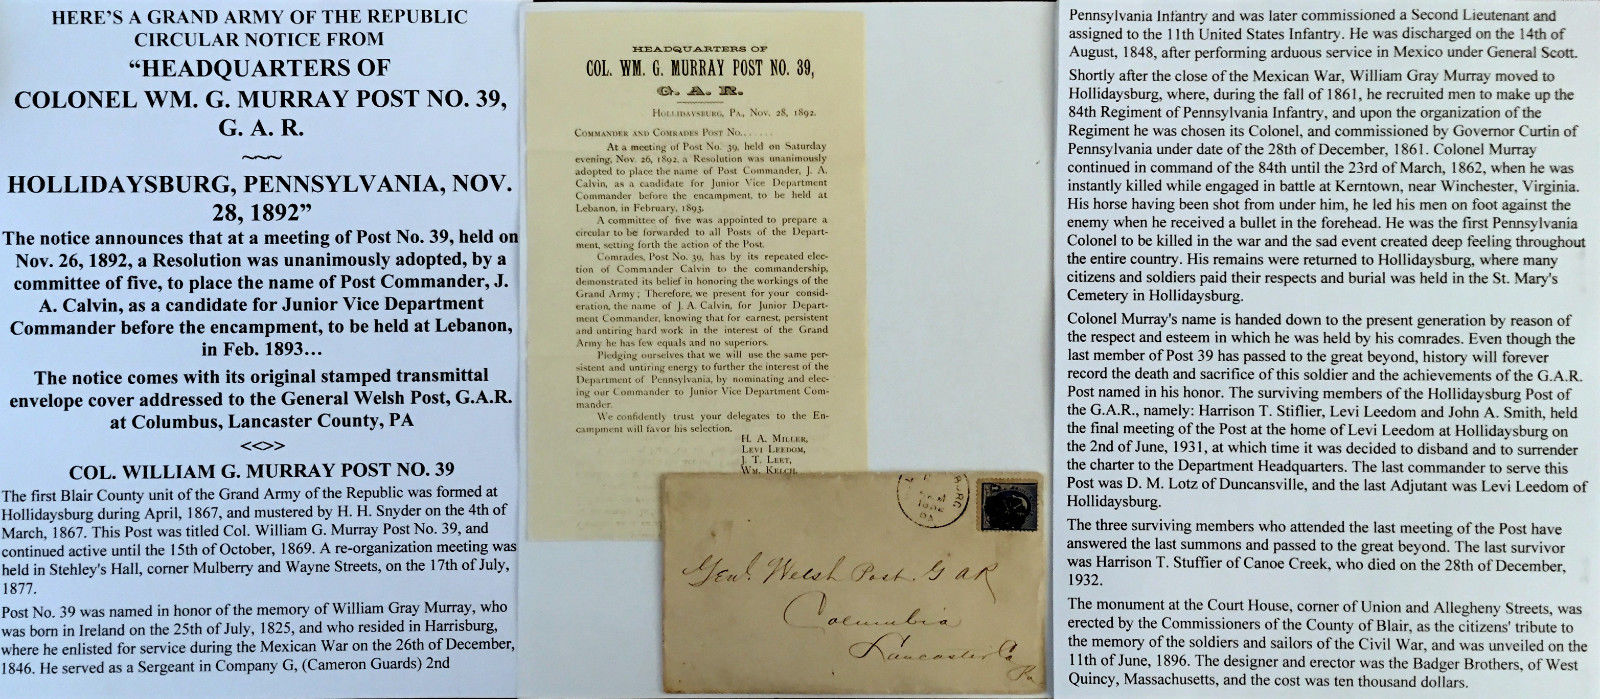 HERE'S A GRAND ARMY OF THE REPUBLIC
CIRCULAR NOTICE FROM
“HEADQUARTERS OF
COLONEL WM. G. MURRAY POST NO. 39,
G. A. R.
~~~
HOLLIDAYSBURG, PENNSYLVANIA, NOV.
28, 1892”
The notice announces that at a meeting of Post No. 39, held on
Nov. 26, 1892, a Resolution was unanimously adopted, by a
committee of five, to place the name of Post Commander, J.
A. Calvin, as a candidate for Junior Vice Department
Commander before the encampment, to be held at Lebanon,
in Feb. 1893…
The notice comes with its original stamped transmittal
envelope cover addressed to the General Welsh Post, G.A.R.
at Columbus, Lancaster County, PA
<<>>
COL. WILLIAM G. MURRAY POST NO. 39
The first Blair County unit of the Grand Army of the Republic was formed at
Hollidaysburg during April, 1867, and mustered by H. H. Snyder on the 4th of
March, 1867. This Post was titled Col. William G. Murray Post No. 39, and
continued active until the 15th of October, 1869. A re-organization meeting was
held in Stehley's Hall, corner Mulberry and Wayne Streets, on the 17th of July,
1877.
Post No. 39 was named in honor of the memory of William Gray Murray, who
was born in Ireland on the 25th of July, 1825, and who resided in Harrisburg,
where he enlisted for service during the Mexican War on the 26th of December,
1846. He served as a Sergeant in Company G, (Cameron Guards) 2nd
HEADQUARTERS OF
COL. WM. G. MURRAY POST NO. 39,
G. A. R.
Hollidaysburg, Pa., Nov. 28, 1892.
Commander and Comrades Post No.......
At a meeting of Post No. 39, held on Saturday
evening, Nov. 26, 1892, a Resolution was unanimously
adopted to place the name of Post Commander, J. A.
Calvin, as a candidate for Junior Vice Department
Commander before the encampment, to be held at
Lebanon, in February, 1893.
A committee of five was appointed to prepare a
circular to be forwarded to all Posts of the Depart-
ment, setting forth the action of the Post.
Comrades, Post No. 39, has by its repeated elec-
tion of Commander Calvin to the commandership,
demonstrated its belief in honoring the workings of the
Grand Army; Therefore, we present for your consid-
eration, the name of J. A. Calvin, for Junior Depart-
ment Commander, knowing that for earnest, persistent
and untiring hard work in the interest of the Grand
Army he has few equals and no superiors.
Pledging ourselves that we will use the same per-
sistent and untiring energy to further the interest of the
Department of Pennsylvania, by nominating and elec-
ing our Commander to Junior Vice Department Com-
mander.
We confidently trust your delegates to the En-
campment will favor his selection.
H. A. Miller,
Levi Leedom,
J. T. Leet,
Wm. Kelch,
Genl. Welsh Post. G A R
Columbia
Lancaster Co
Pa
Pennsylvania Infantry and was later commissioned a Second Lieutenant and
assigned to the 11th United States Infantry. He was discharged on the 14th of
August, 1848, after performing arduous service in Mexico under General Scott.
Shortly after the close of the Mexican War, William Gray Murray moved to
Hollidaysburg, where, during the fall of 1861, he recruited men to make up the
84th Regiment of Pennsylvania Infantry, and upon the organization of the
Regiment he was chosen its Colonel, and commissioned by Governor Curtin of
Pennsylvania under date of the 28th of December, 1861. Colonel Murray
continued in command of the 84th until the 23rd of March, 1862, when he was
instantly killed while engaged in battle at Kerntown, near Winchester, Virginia.
His horse having been shot from under him, he led his men on foot against the
enemy when he received a bullet in the forehead. He was the first Pennsylvania
Colonel to be killed in the war and the sad event created deep feeling throughout
the entire country. His remains were returned to Hollidaysburg, where many
citizens and soldiers paid their respects and burial was held in the St. Mary's
Cemetery in Hollidaysburg.
Colonel Murray's name is handed down to the present generation by reason of
the respect and esteem in which he was held by his comrades. Even though the
last member of Post 39 has passed to the great beyond, history will forever
record the death and sacrifice of this soldier and the achievements of the G.A.R.
Post named in his honor. The surviving members of the Hollidaysburg Post of
the G.A.R., namely: Harrison T. Stiflier, Levi Leedom and John A. Smith, held
the final meeting of the Post at the home of Levi Leedom at Hollidaysburg on
the 2nd of June, 1931, at which time it was decided to disband and to surrender
the charter to the Department Headquarters. The last commander to serve this
Post was D. M. Lotz of Duncansville, and the last Adjutant was Levi Leedom of
Hollidaysburg.
The three surviving members who attended the last meeting of the Post have
answered the last summons and passed to the great beyond. The last survivor
was Harrison T. Stuffier of Canoe Creek, who died on the 28th of December,
1932.
The monument at the Court House, corner of Union and Allegheny Streets, was
erected by the Commissioners of the County of Blair, as the citizens' tribute to
the memory of the soldiers and sailors of the Civil War, and was unveiled on the
11th of June, 1896. The designer and erector was the Badger Brothers, of West
Quincy, Massachusetts, and the cost was ten thousand dollars.